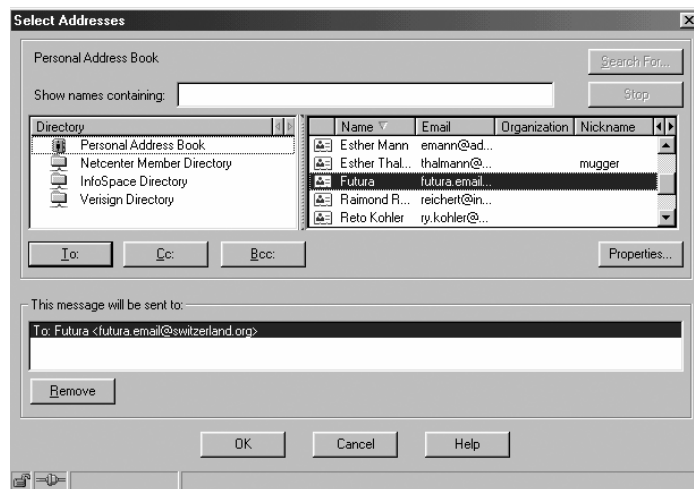 Select Addresses
Personal Address Book
Search For...
Show names containing:
Stop
Directory
Personal Address Book
Netcenter Member Directory
InfoSpace Directory
Verisign Directory
Name Email Organization Nickname
Esther Mann emann@ad...
Esther Thal... thalmann@... mugger
Futura futura.email...
Raimond R... reichert@in...
Reto Kohler ry.kohler@...
To: Cc: Bcc: Properties...
This message will be sent to:
To: Futura <futura.email@switzerland.org>
Remove
OK Cancel Help